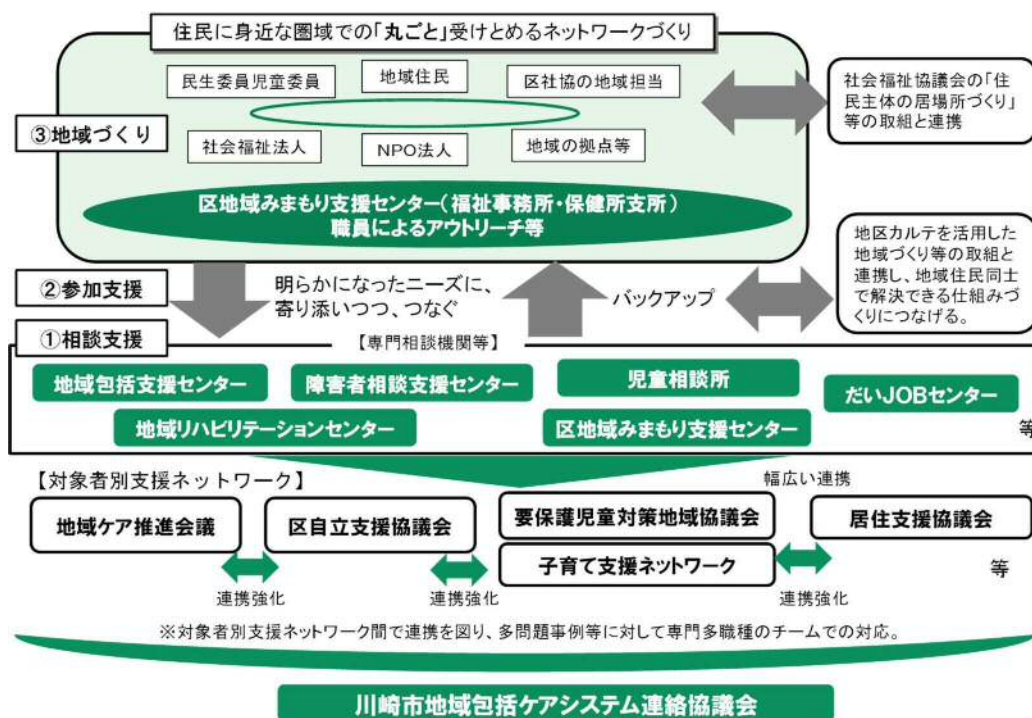 住民に身近な圏域での「丸ごと」受けとめるネットワークづくり
民生委員児童委員
地域住民
区社協の地域担当
社会福祉協議会の「住
民主体の居場所づくり」
等の取組と連携
③地域づくり
社会福祉法人
NPO法人
地域の拠点等
区地域みまもり支援センター(福祉事務所・保健所支所)
職員によるアウトリーチ等
②参加支援
明らかになったニーズに、
寄り添いつつ、つなぐ
バックアップ
地区カルテを活用した
地域づくり等の取組と
連携し、地域住民同士
で解決できる仕組みづ
くりにつなげる。
①相談支援
【専門相談機関等】
地域包括支援センター
障害者相談支援センター
児童相談所
だいJOBセンター
地域リハビリテーションセンター
区地域みまもり支援センター
等
【対象者別支援ネットワーク】
幅広い連携
地域ケア推進会議
区自立支援協議会
要保護児童対策地域協議会
居住支援協議会
子育て支援ネットワーク
等
連携強化
連携強化
連携強化
※対象者別支援ネットワーク間で連携を図り、多問題事例等に対して専門多職種のチームでの対応。
川崎市地域包括ケアシステム連絡協議会